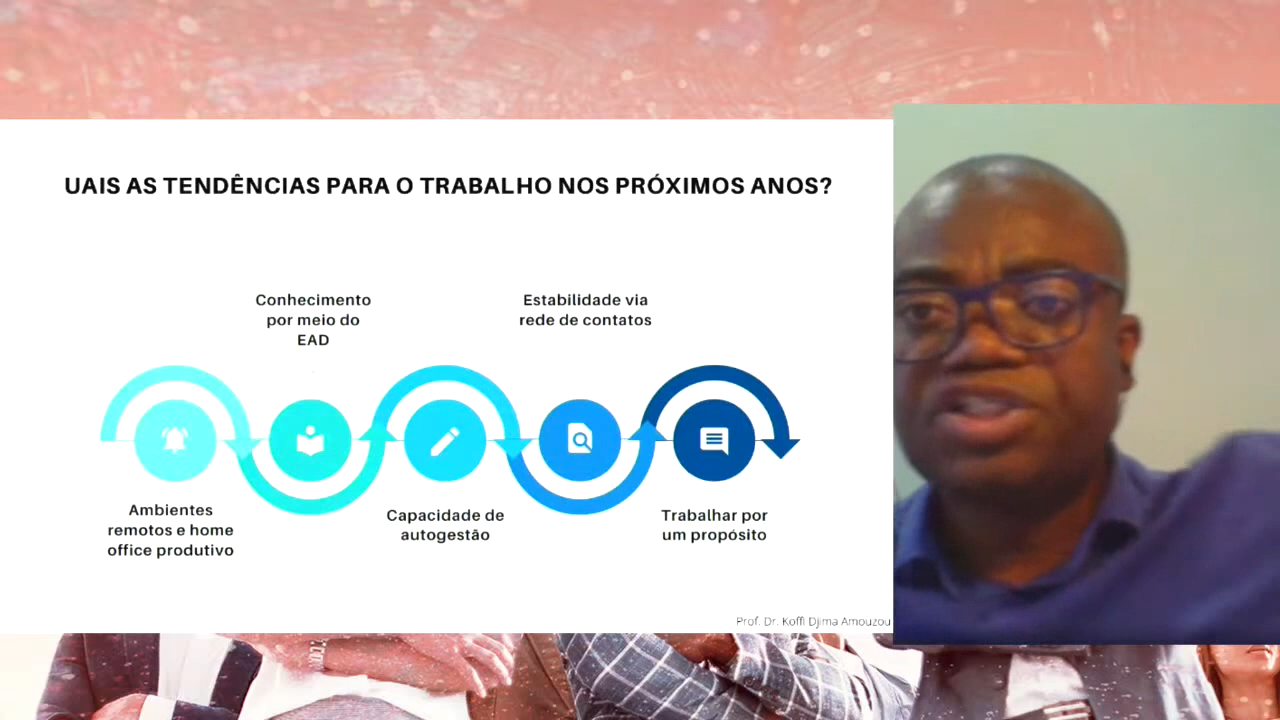 UAIS AS TENDÊNCIAS PARA O TRABALHO NOS PRÓXIMOS ANOS?
Conhecimento
por meio do
EAD
Estabilidade via
rede de contatos
Ambientes
remotos e home
office produtivo
Capacidade de
autogestão
Trabalhar por
um propósito
Prof. Dr. Koffi Djima Amouzou